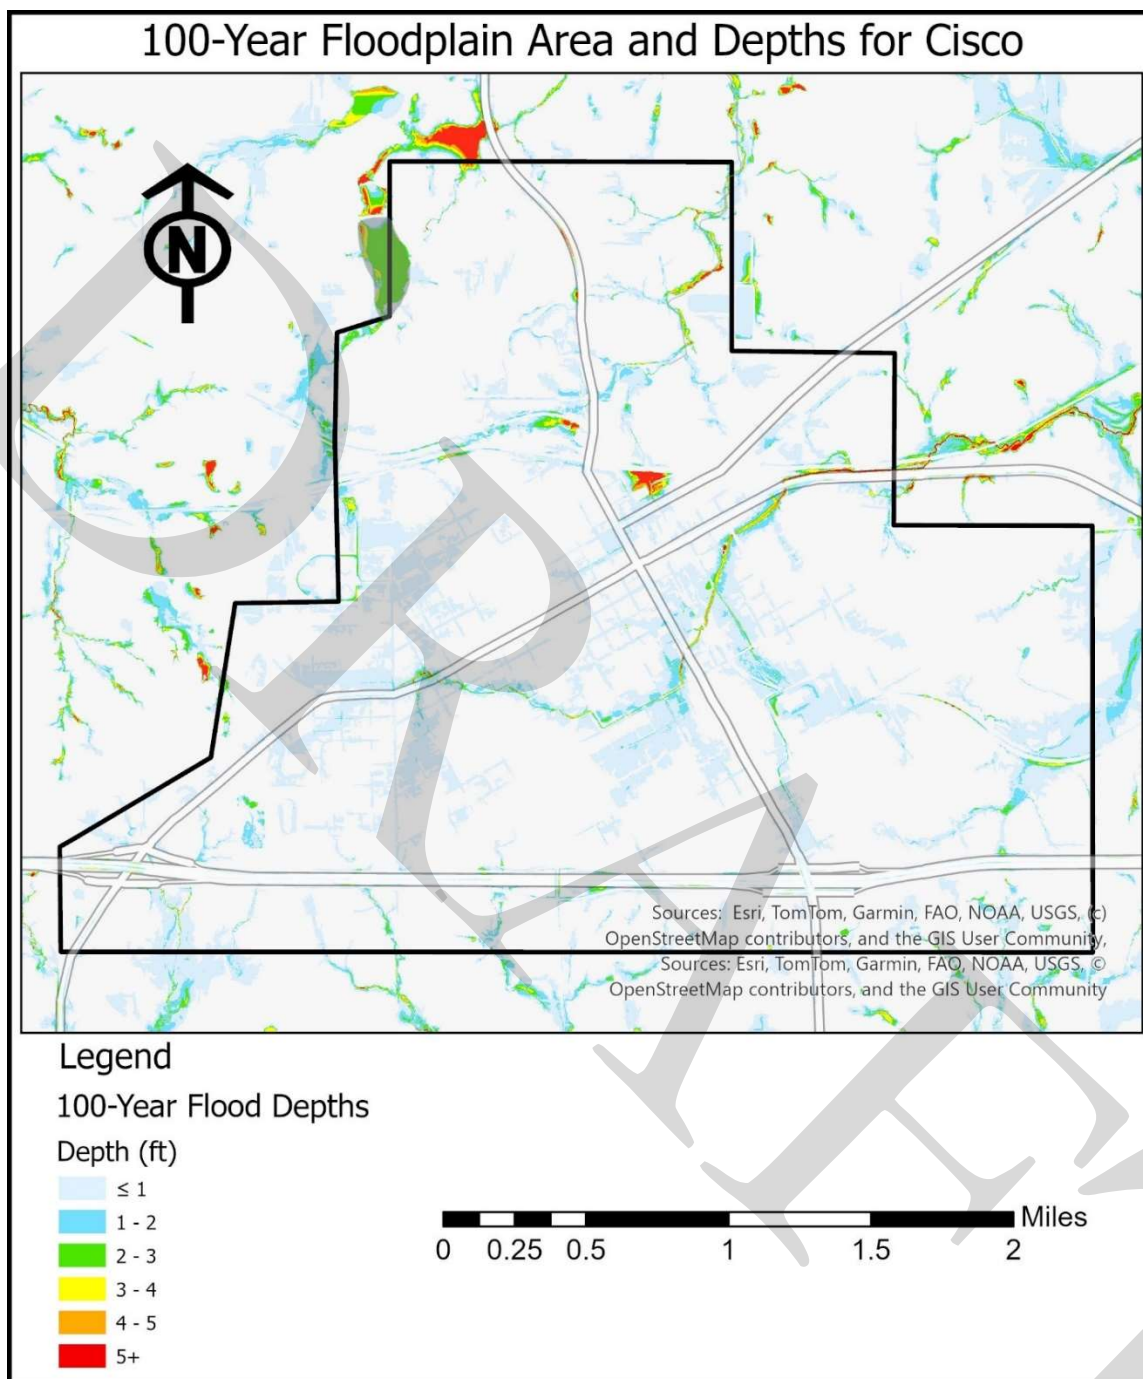 100-Year Floodplain Area and Depths for Cisco
N
Sources: Esri, TomTom, Garmin, FAO, NOAA, USGS, (c)
OpenStreetMap contributors, and the GIS User Community,
Sources: Esri, TomTom, Garmin, FAO, NOAA, USGS, ©
OpenStreetMap contributors, and the GIS User Community
DRAFT
Legend
100-Year Flood Depths
Depth (ft)
≤ 1
1 - 2
2 - 3
3 - 4
4 - 5
5+
Miles
0 0.25 0.5 1 1.5 2